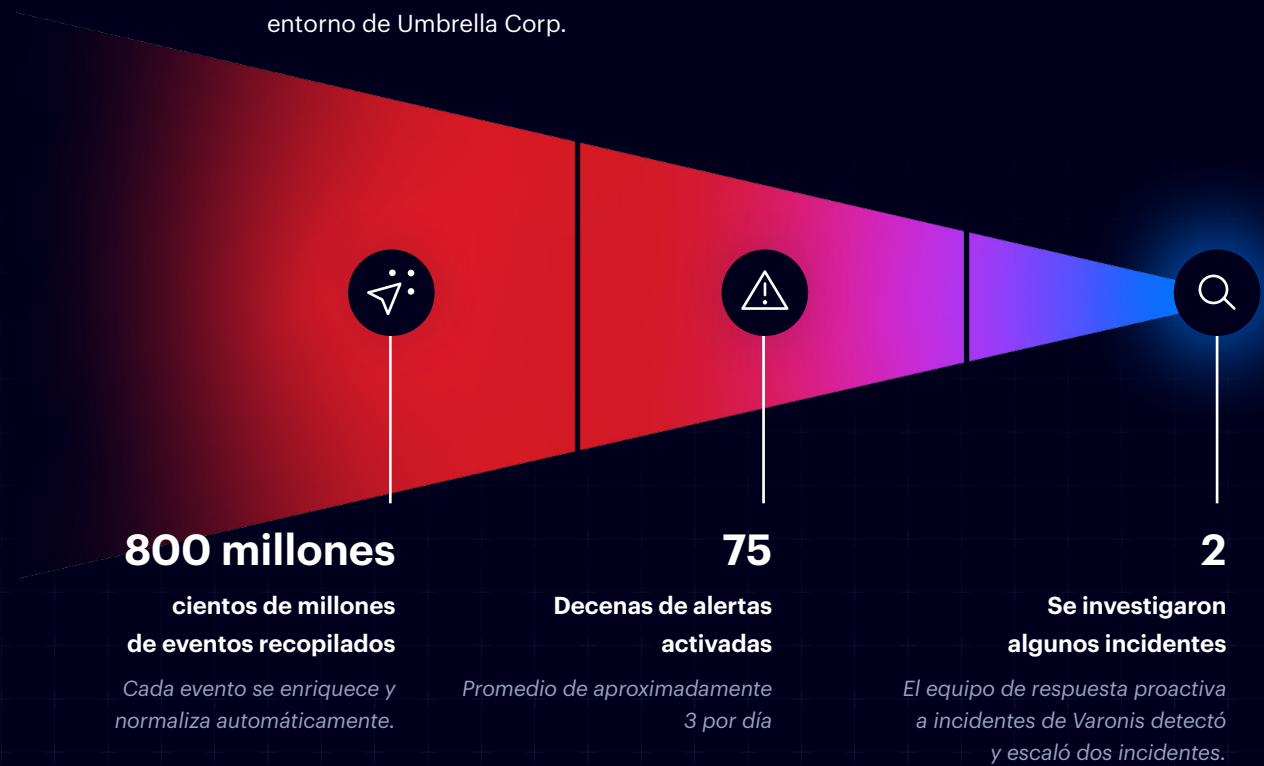 entorno de Umbrella Corp.
800 millones
cientos de millones
de eventos recopilados
Cada evento se enriquece y
normaliza automáticamente.
75
Decenas de alertas
activadas
Promedio de aproximadamente
3 por día
2
Se investigaron
algunos incidentes
El equipo de respuesta proactiva
a incidentes de Varonis detectó
y escaló dos incidentes.